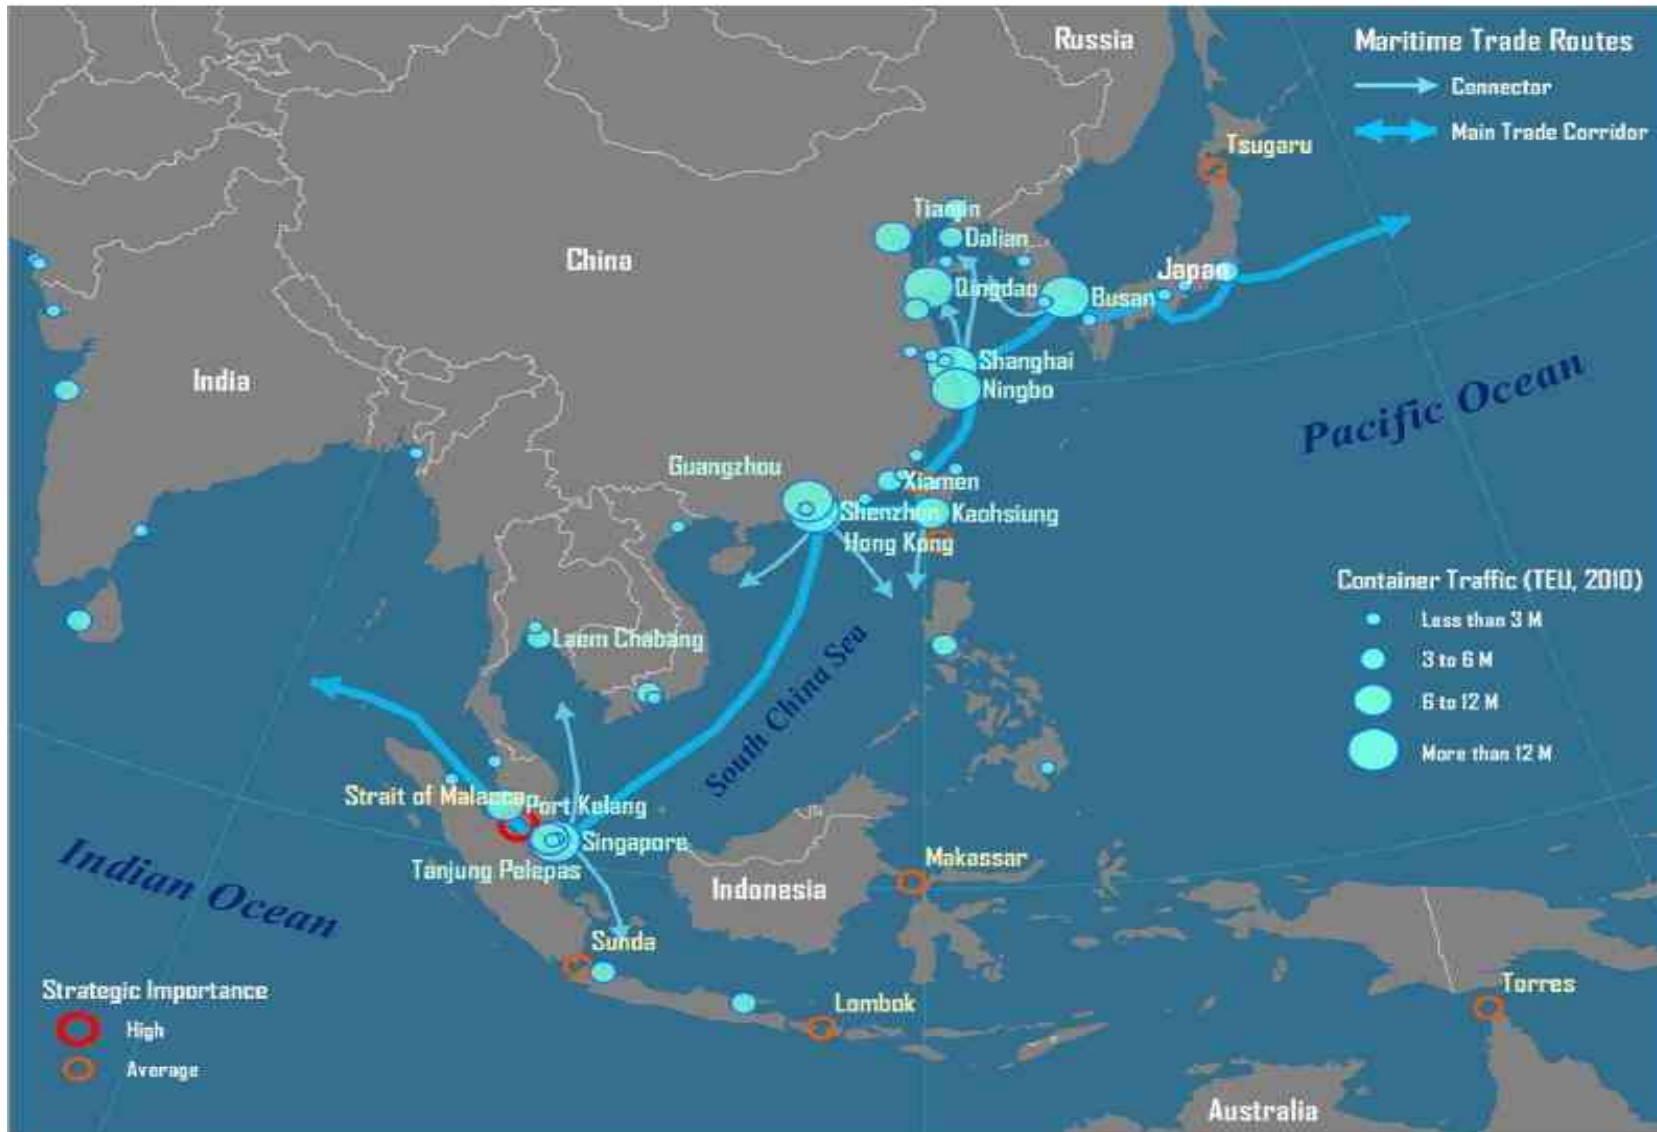 Russia
Maritime Trade Routes
Connector
Main Trade Corridor
Tsugaru
Tianjin
Dalian
China
Japan
Qingdao
Busan
India
Shanghai
Ningbo
Pacific Ocean
Guangzhou
Xiamen
Shenzhen
Kaohsiung
Hong Kong
Container Traffic (TEU, 2010)
Less than 3 M
3 to 6 M
6 to 12 M
More than 12 M
Laem Chabang
South China Sea
Strait of Malacca
Port Kelang
Singapore
Tanjung Pelepas
Indian Ocean
Indonesia
Makassar
Sunda
Lombok
Torres
Strategic Importance
High
Average
Australia